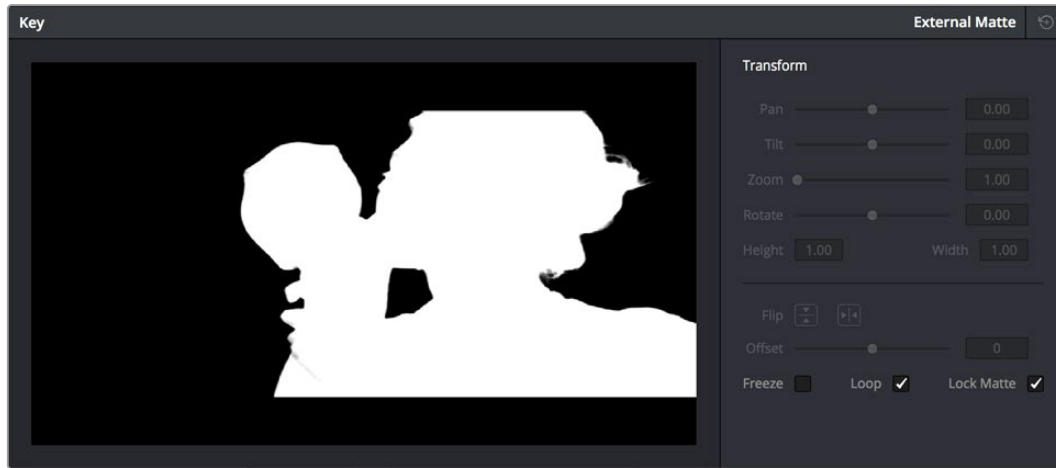 Key External Matte
Transform
Pan 0.00
Tilt 0.00
Zoom 1.00
Rotate 0.00
Height 1.00 Width 1.00
Flip
Offset 0
Freeze Loop Lock Matte